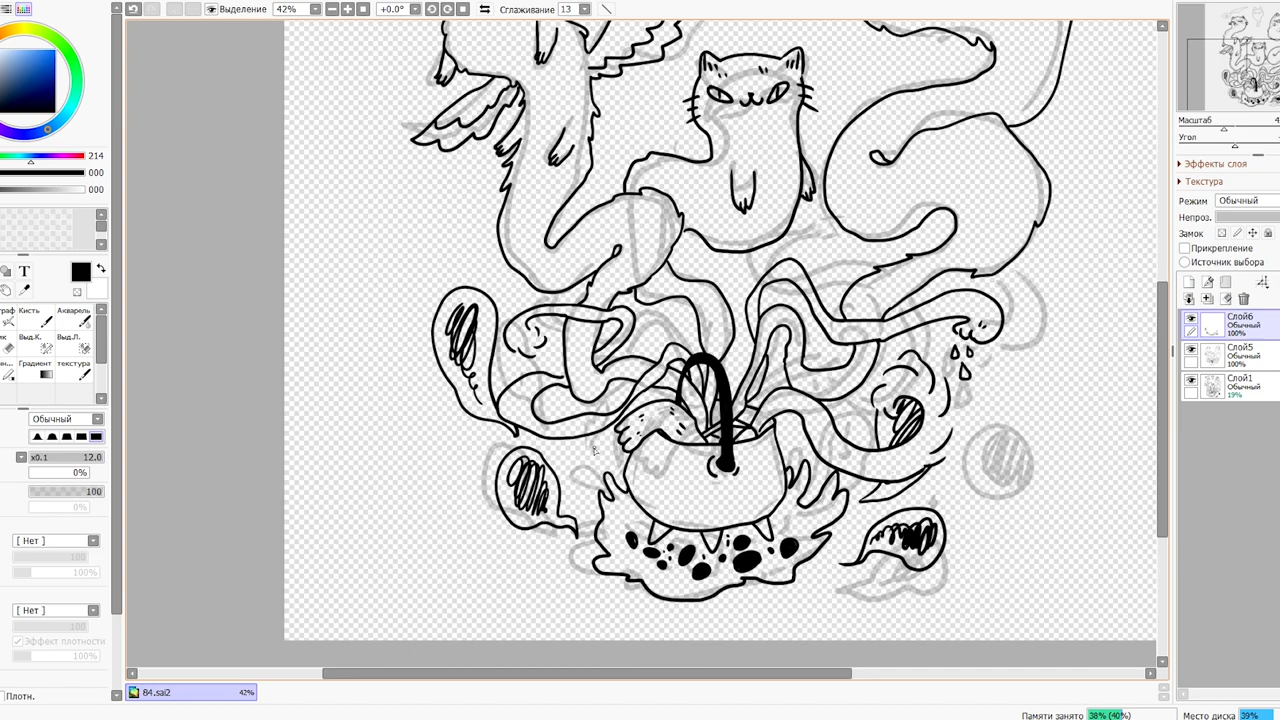 Выделение 42% +0.0° Сглаживание 13
214
000
000
T
Кисть Акварель
Выд.К. Выд.Л.
Градиент текстура
Обычный
x0.1 12.0
0%
100
0%
[ Нет ]
100
100%
[ Нет ]
100
Эффект плотности
100%
Плотн.
84.sai2 42%
Масштаб
Угол
Эффекты слоя
Текстура
Режим Обычный
Непроз.
Замок
Прикрепление
Источник выбора
Слой6
Обычный
100%
Слой5
Обычный
100%
Слой1
Обычный
19%
Памяти занято 38% (40%) Место диска 39%